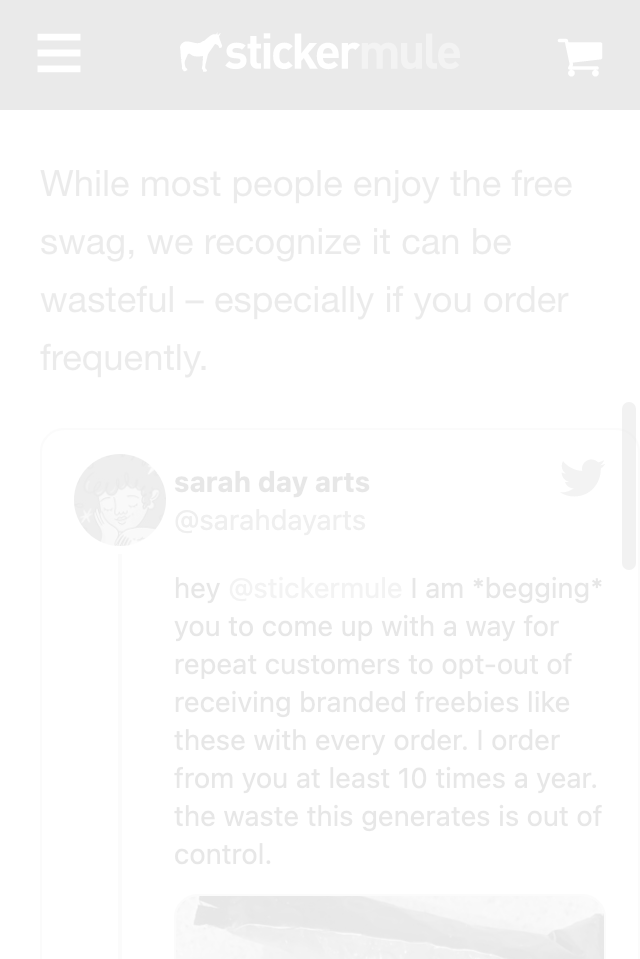 stickermule
While most people enjoy the free
swag, we recognize it can be
wasteful – especially if you order
frequently.
sarah day arts
@sarahdayarts
hey @stickermule I am *begging*
you to come up with a way for
repeat customers to opt-out of
receiving branded freebies like
these with every order. I order
from you at least 10 times a year.
the waste this generates is out of
control.